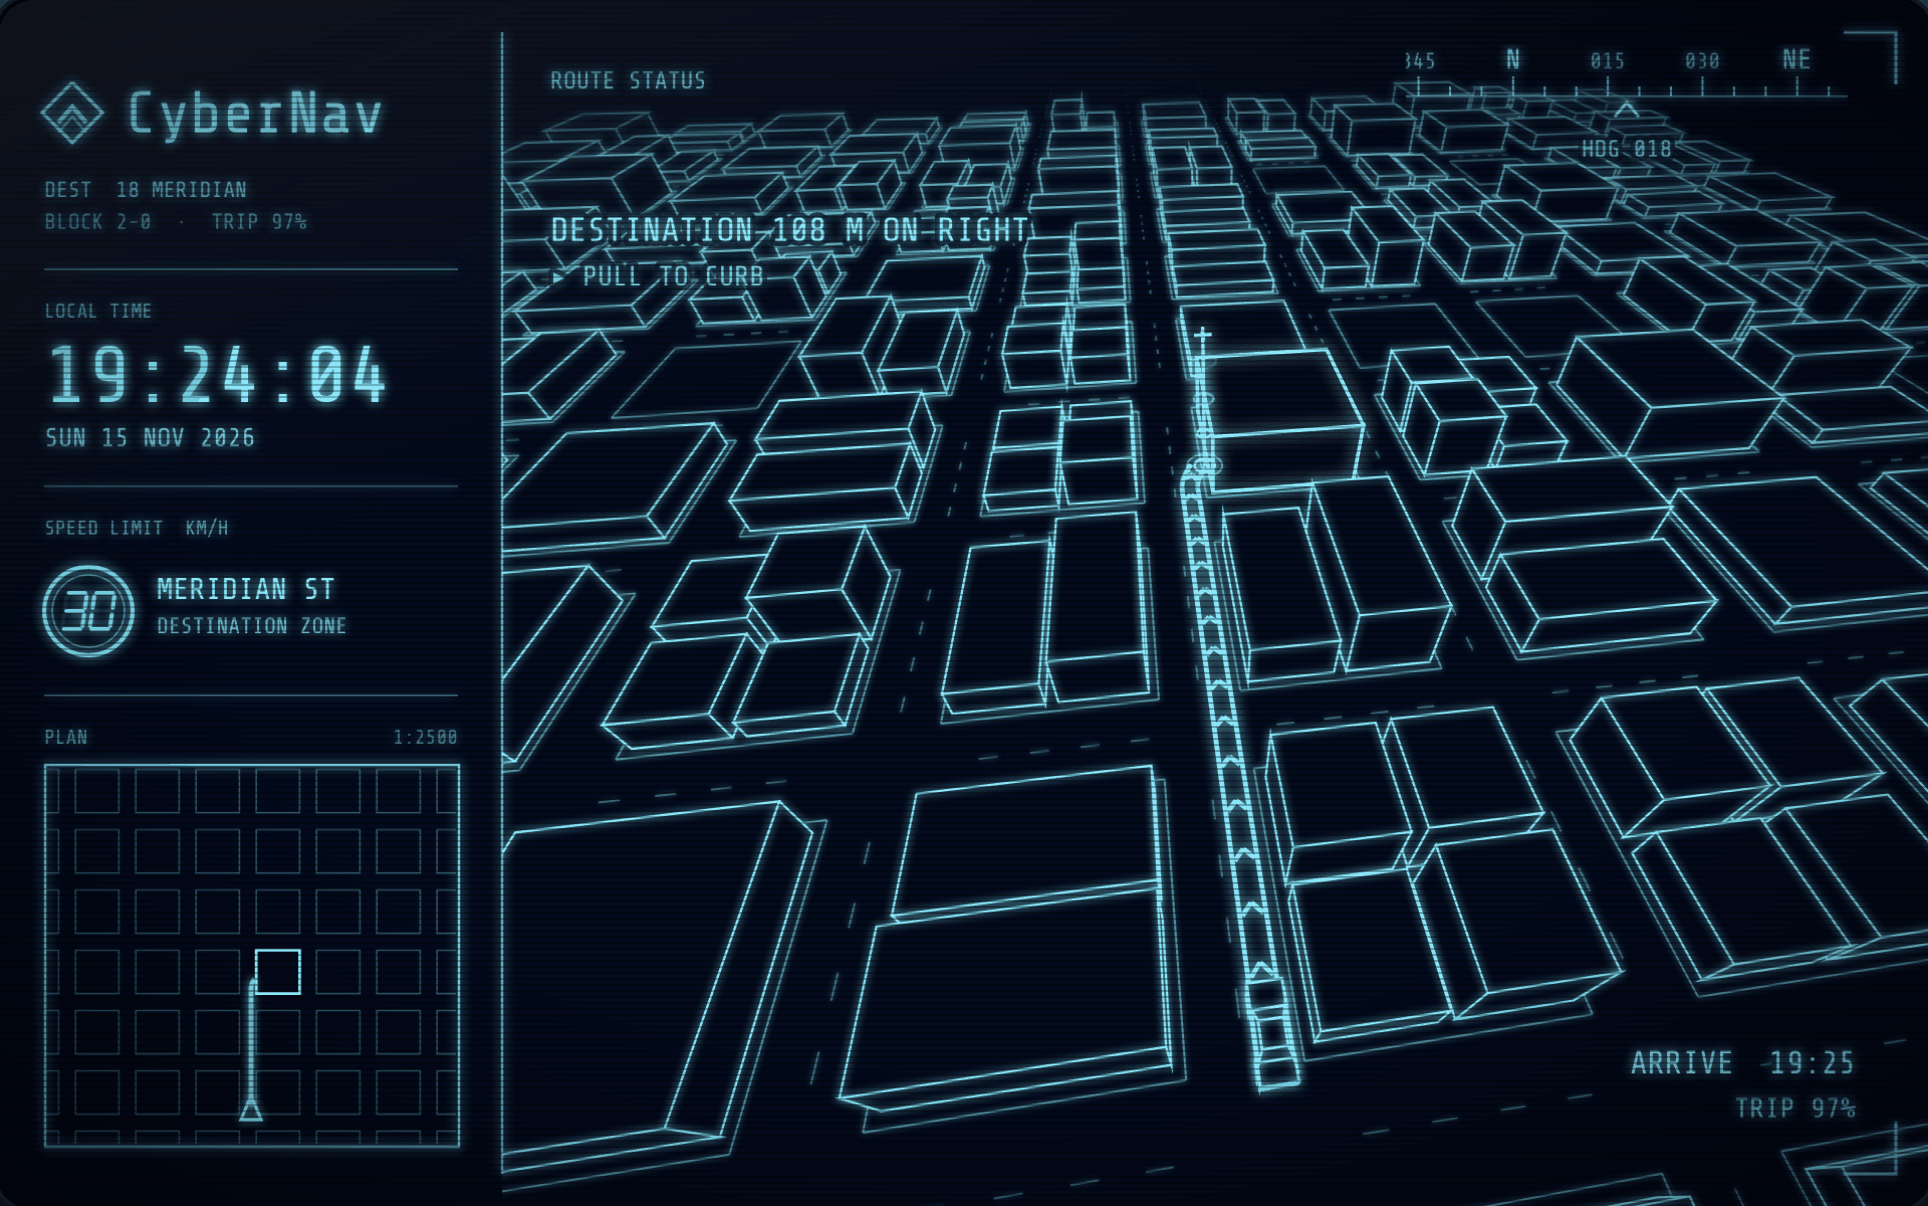 CyberNav
DEST 18 MERIDIAN
BLOCK 2-0 · TRIP 97%
LOCAL TIME
19:24:04
SUN 15 NOV 2026
SPEED LIMIT KM/H
30
MERIDIAN ST
DESTINATION ZONE
PLAN 1:2500
ROUTE STATUS
DESTINATION 108 M ON RIGHT
▸ PULL TO CURB
345 N 015 030 NE
HDG 018
ARRIVE 19:25
TRIP 97%